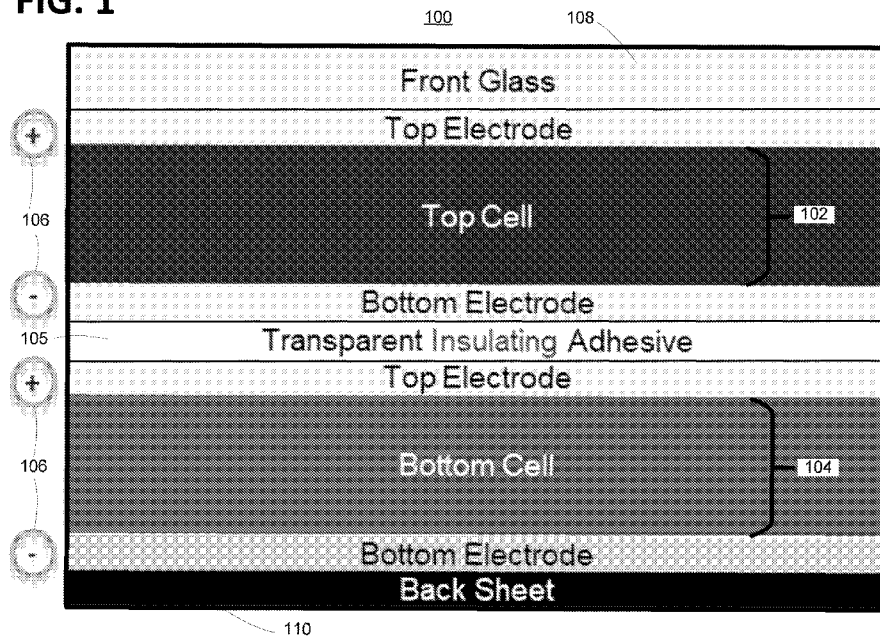 FIG. 1
100
108
Front Glass
+
Top Electrode
Top Cell
102
106
-
Bottom Electrode
105
Transparent Insulating Adhesive
+
Top Electrode
Bottom Cell
104
106
-
Bottom Electrode
Back Sheet
110